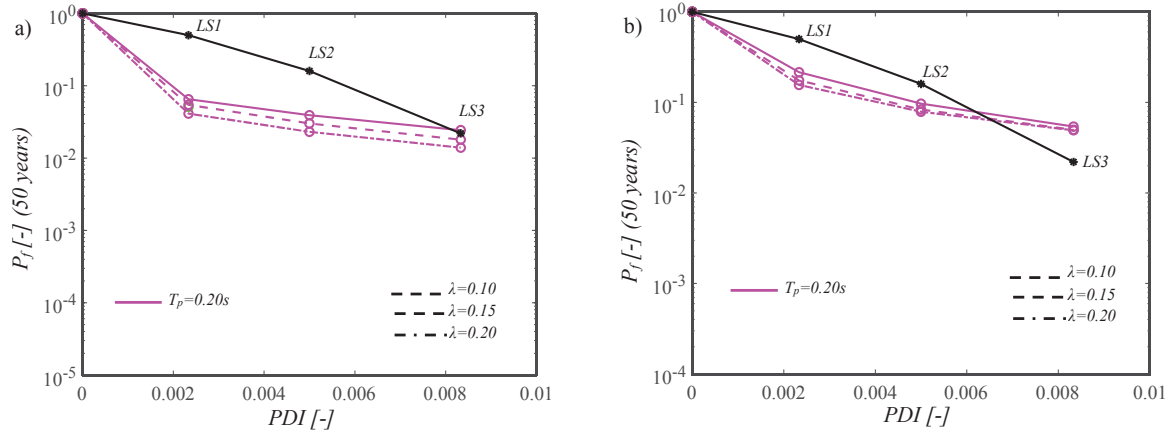 a)
10^0
10^-1
10^-2
10^-3
10^-4
10^-5
P_f [-] (50 years)
LS1
LS2
LS3
T_p=0.20s
λ=0.10
λ=0.15
λ=0.20
0 0.002 0.004 0.006 0.008 0.01
PDI [-]
b)
10^0
10^-1
10^-2
10^-3
10^-4
P_f [-] (50 years)
LS1
LS2
LS3
T_p=0.20s
λ=0.10
λ=0.15
λ=0.20
0 0.002 0.004 0.006 0.008 0.01
PDI [-]